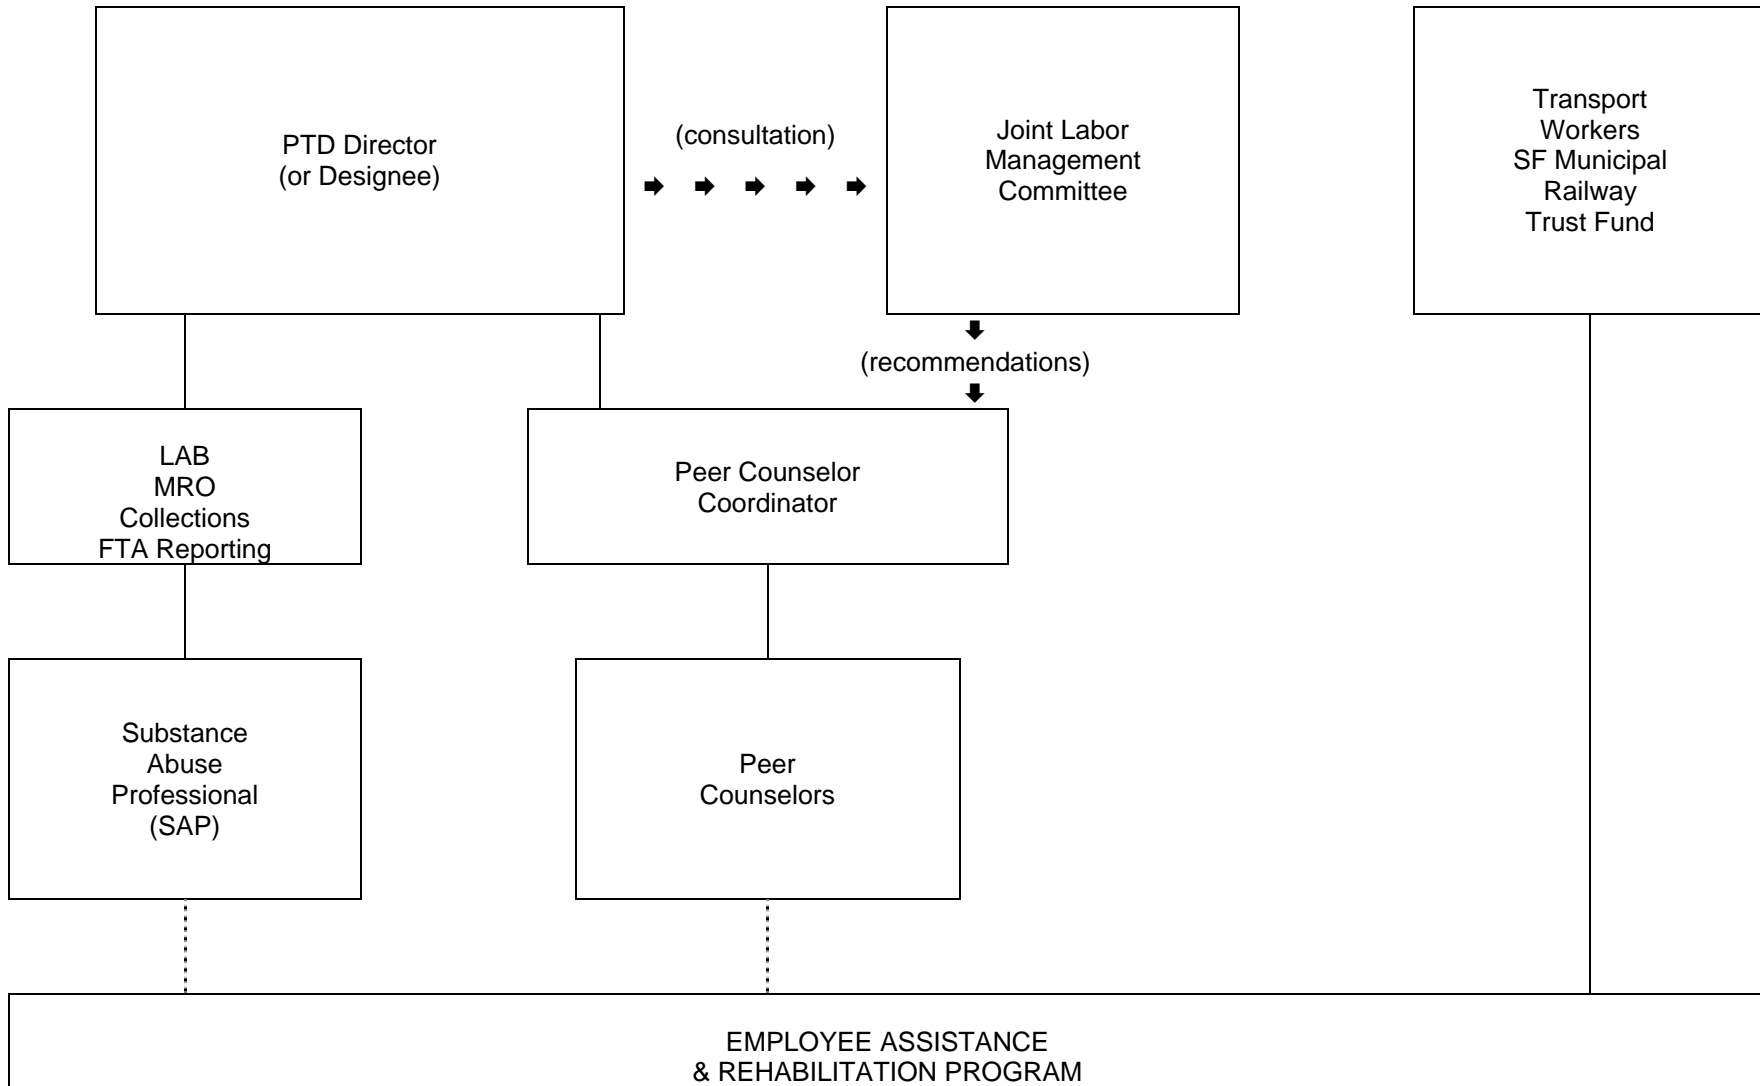 PTD Director
(or Designee)
(consultation)
Joint Labor
Management
Committee
Transport
Workers
SF Municipal
Railway
Trust Fund
(recommendations)
LAB
MRO
Collections
FTA Reporting
Peer Counselor
Coordinator
Substance
Abuse
Professional
(SAP)
Peer
Counselors
EMPLOYEE ASSISTANCE
& REHABILITATION PROGRAM